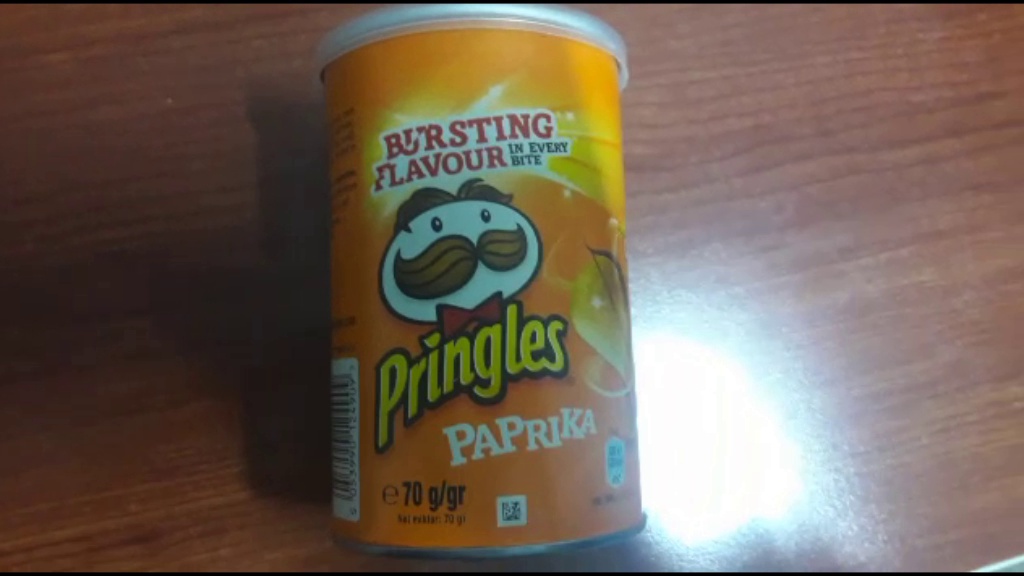 BURSTING
FLAVOUR IN EVERY
BITE
Pringles
PAPRIKA
e 70 g/gr